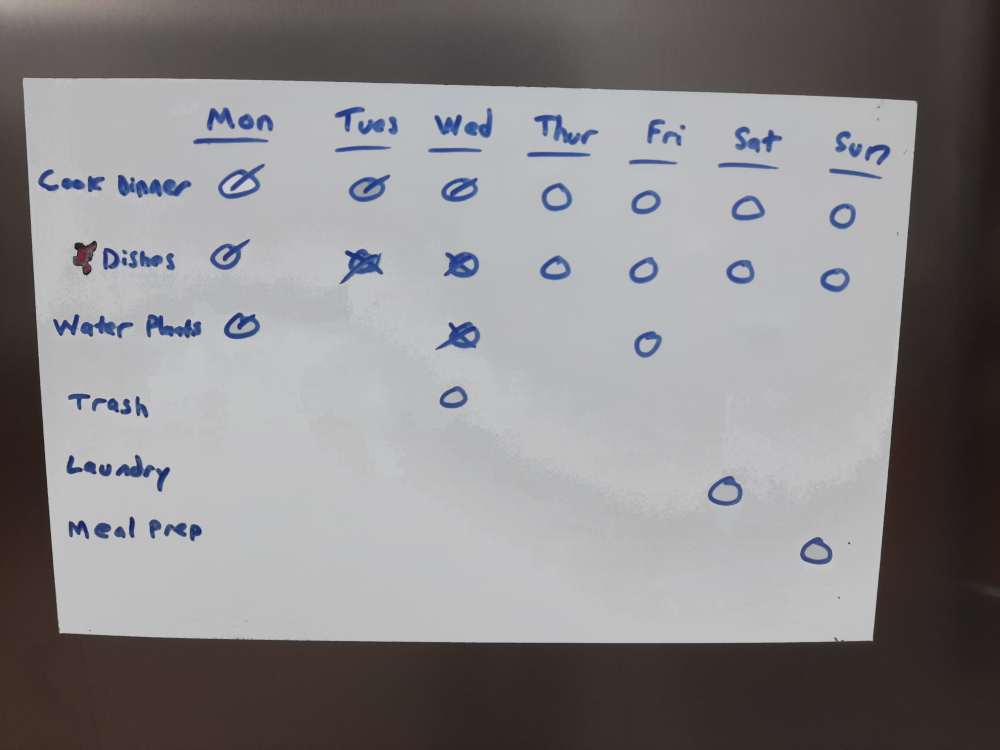 Mon Tues Wed Thur Fri Sat Sun
Cook Dinner
Dishes
Water Plants
Trash
Laundry
Meal Prep